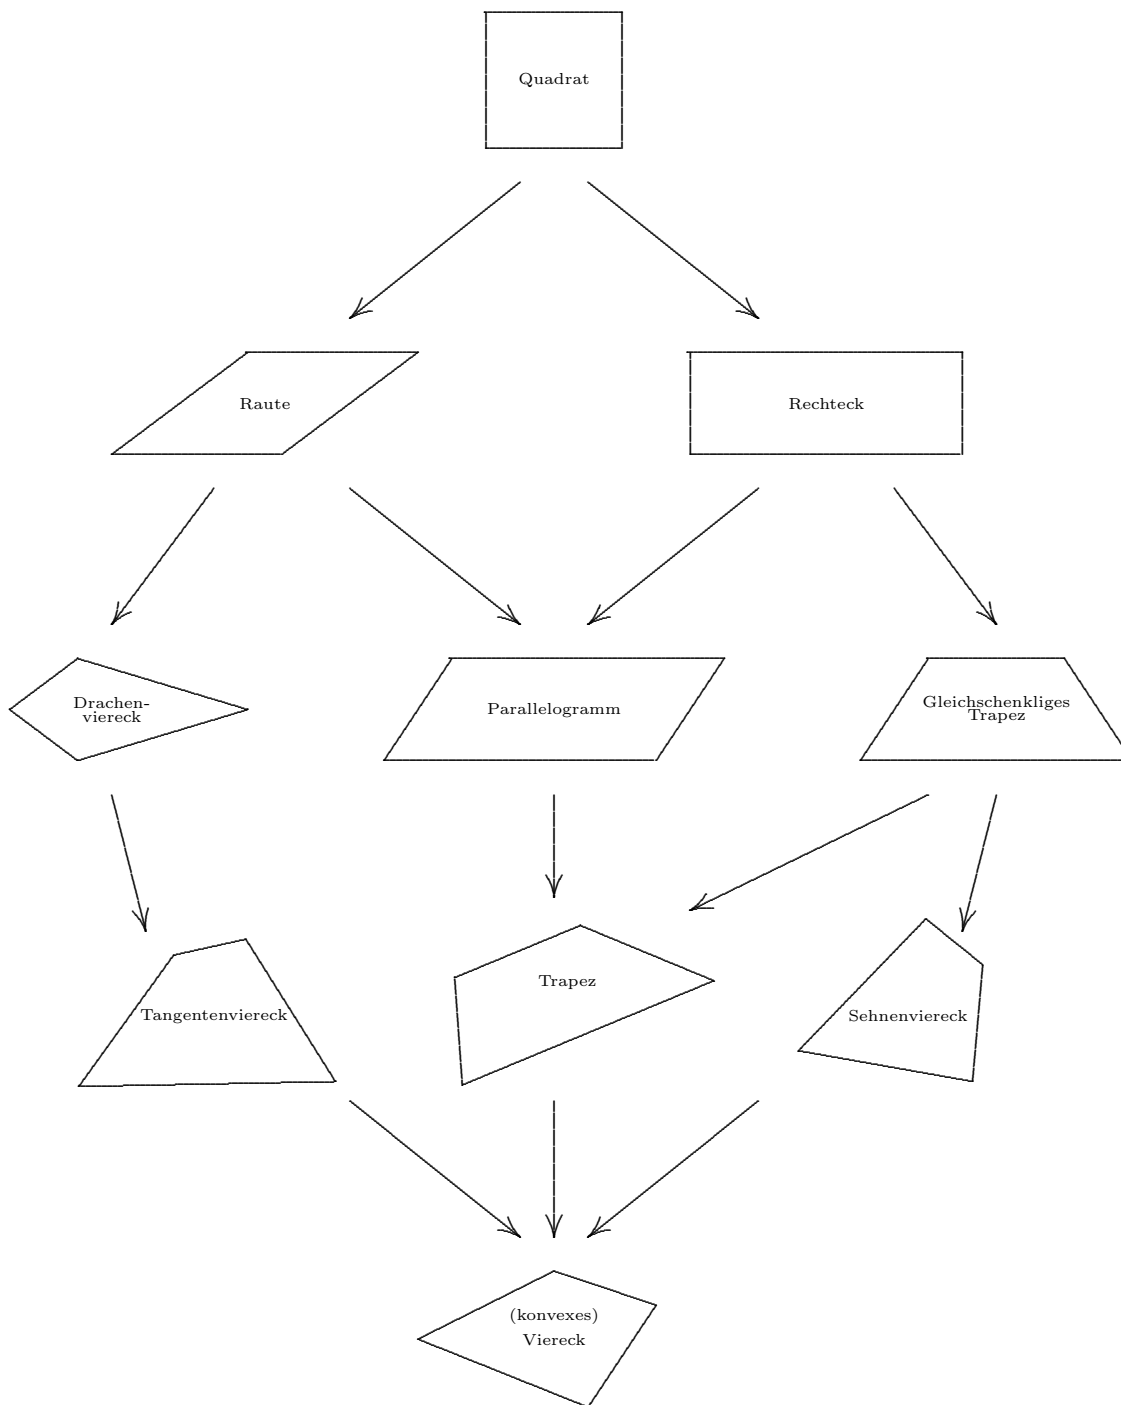 Quadrat
Raute
Rechteck
Drachen-
viereck
Parallelogramm
Gleichschenkliges
Trapez
Tangentenviereck
Trapez
Sehnenviereck
(konvexes)
Viereck